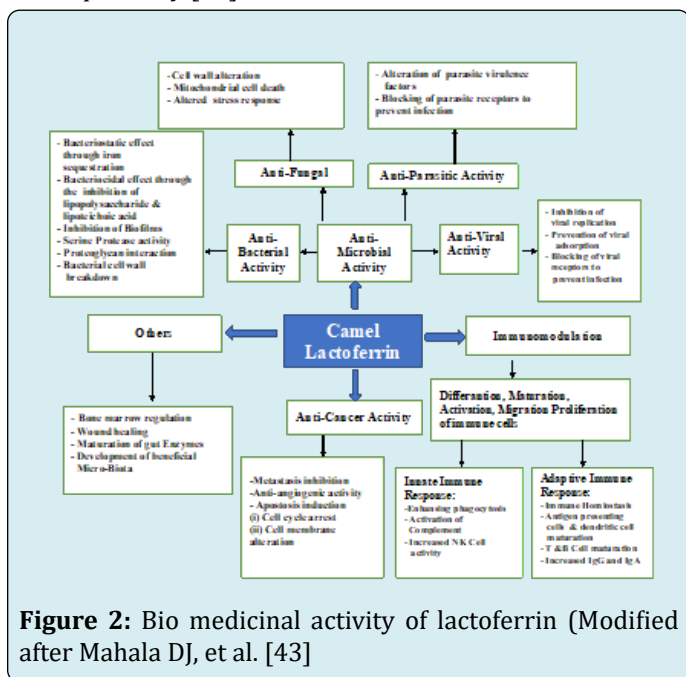 -Cell wall alteration
- Mitochondrial cell death
- Altered stress response
- Alteration of parasite virulence
factors
- Blocking of parasite receptors to
prevent infection
- Bacteriostatic effect
through iron
sequestration
- Bacteriocidal effect through
the inhibition of
lipopolysaccharide &
lipoteichoic acid
- Inhibition of Biofilms
- Serine Protease activity
- Proteoglycan interaction
- Bacterial cell wall
breakdown
Anti-Fungal
Anti-Parasitic Activity
Anti-
Bacterial
Activity
Anti-
Microbial
Activity
Anti-Viral
Activity
- Inhibition of
viral replication
- Prevention of viral
adsorption
- Blocking of viral
receptors to
prevent infection
Others
Camel
Lactoferrin
Immunomodulation
- Bone marrow regulation
- Wound healing
- Maturation of gut Enzymes
- Development of beneficial
Micro-Biota
Anti-Cancer Activity
Differantion, Maturation,
Activation, Migration Proliferation
of immune cells
-Metastasis inhibition
-Anti-angiogenic activity
- Apostasis induction
(i) Cell cycle arrest
(ii) Cell membrane
alteration
Innate Immune
Response:
-Enhancing phagocytosis
- Activation of
Complement
- Increased NK Cell
activity
Adaptive Immune
Response:
- Immune Homostash
- Antigen presenting
cells & dendritic cell
maturation
- T &B Cell maturation
- Increased IgG and IgA
Figure 2: Bio medicinal activity of lactoferrin (Modified
after Mahala DJ, et al. [43]